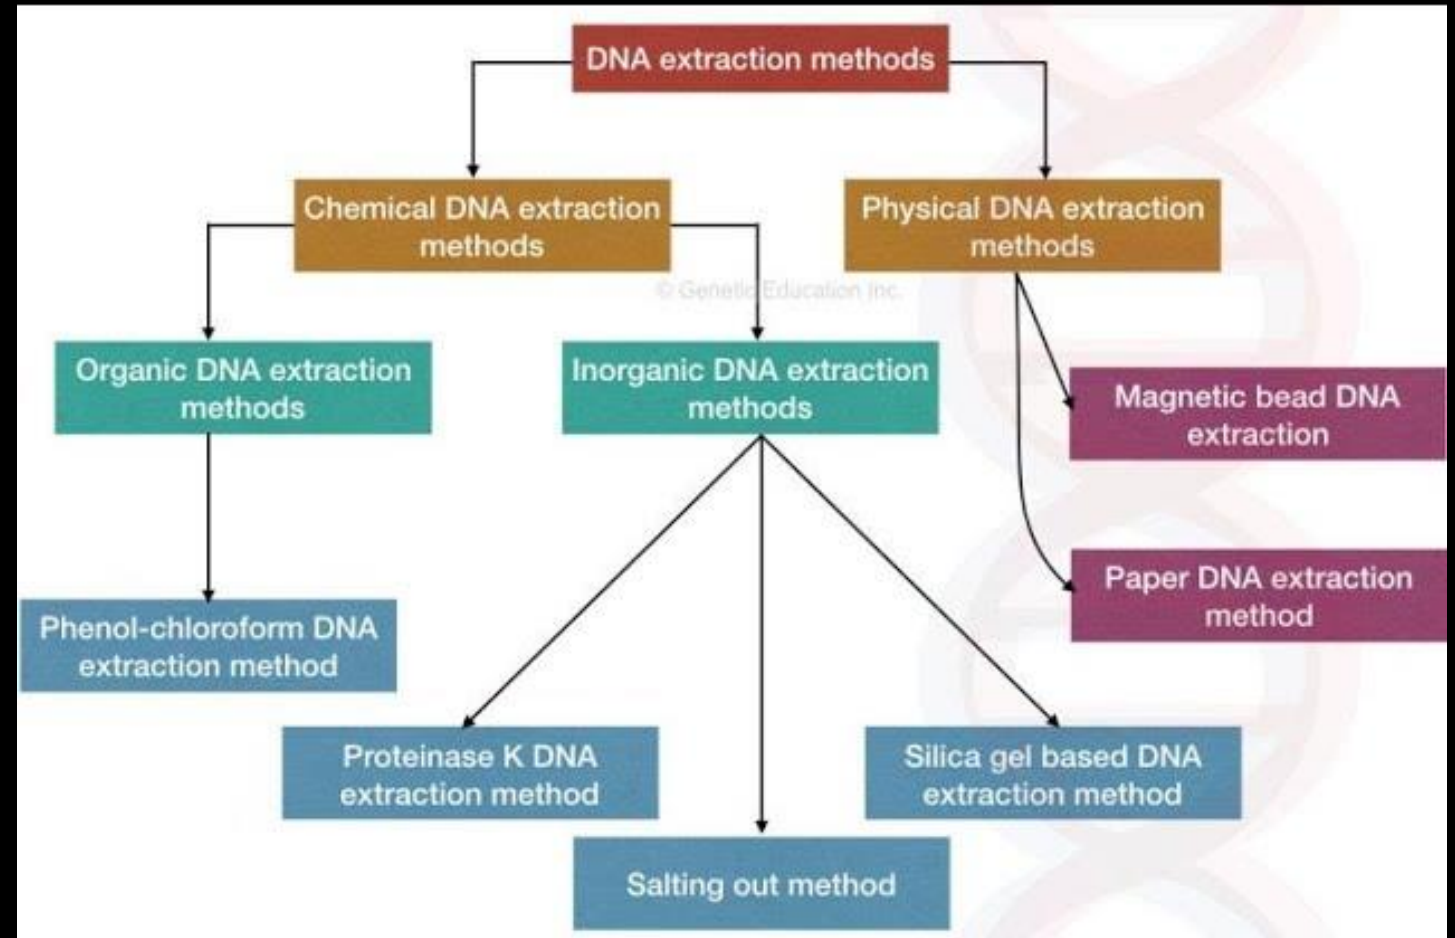 DNA extraction methods
Chemical DNA extraction
methods
Physical DNA extraction
methods
© Genetic Education Inc.
Organic DNA extraction
methods
Inorganic DNA extraction
methods
Magnetic bead DNA
extraction
Paper DNA extraction
method
Phenol-chloroform DNA
extraction method
Proteinase K DNA
extraction method
Silica gel based DNA
extraction method
Salting out method